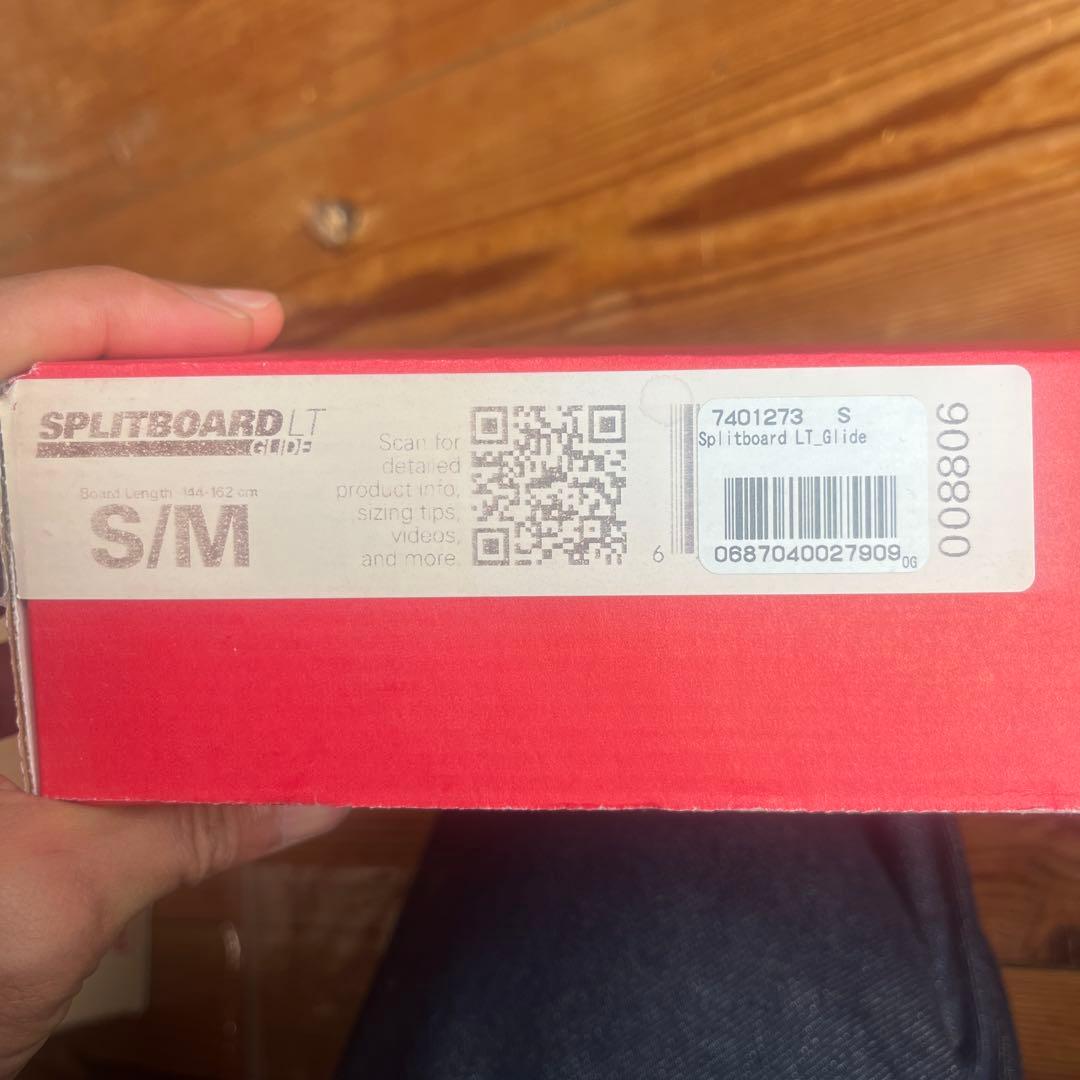 SPLITBOARD LT
GLIDE
Board Length 144-162 cm
S/M
Scan for
detailed
product info,
sizing tips,
videos,
and more.
6
7401273 S
Splitboard LT_Glide
0687040027909
OG
008806